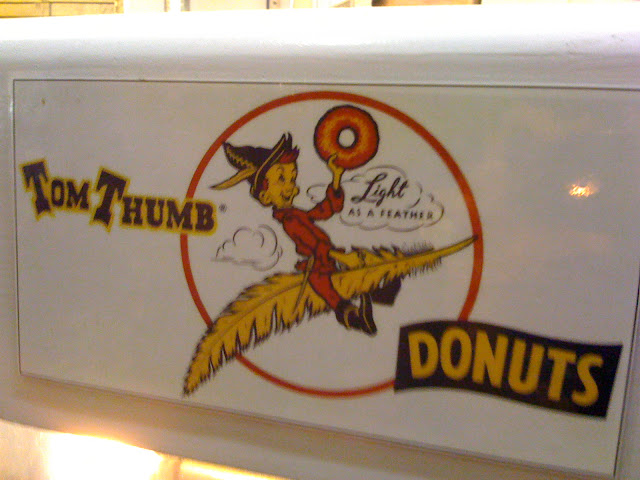 TOM THUMB®
Light
AS A FEATHER
DONUTS